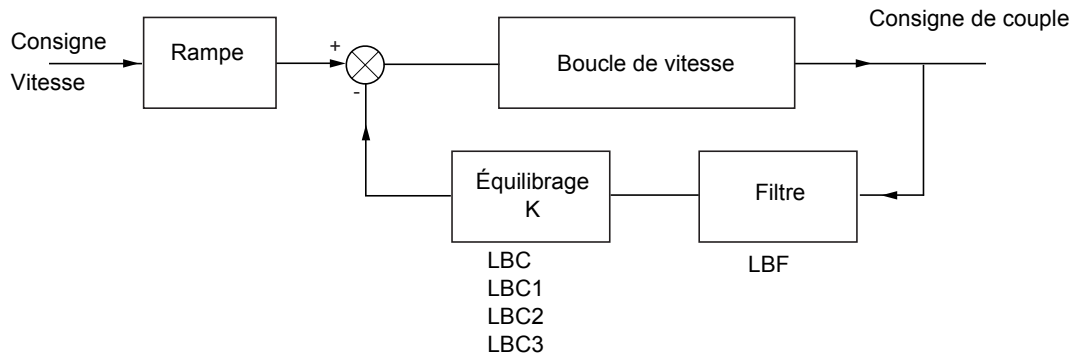 Consigne de couple
Consigne
Vitesse
Rampe
+
-
Boucle de vitesse
Équilibrage
K
Filtre
LBC
LBC1
LBC2
LBC3
LBF